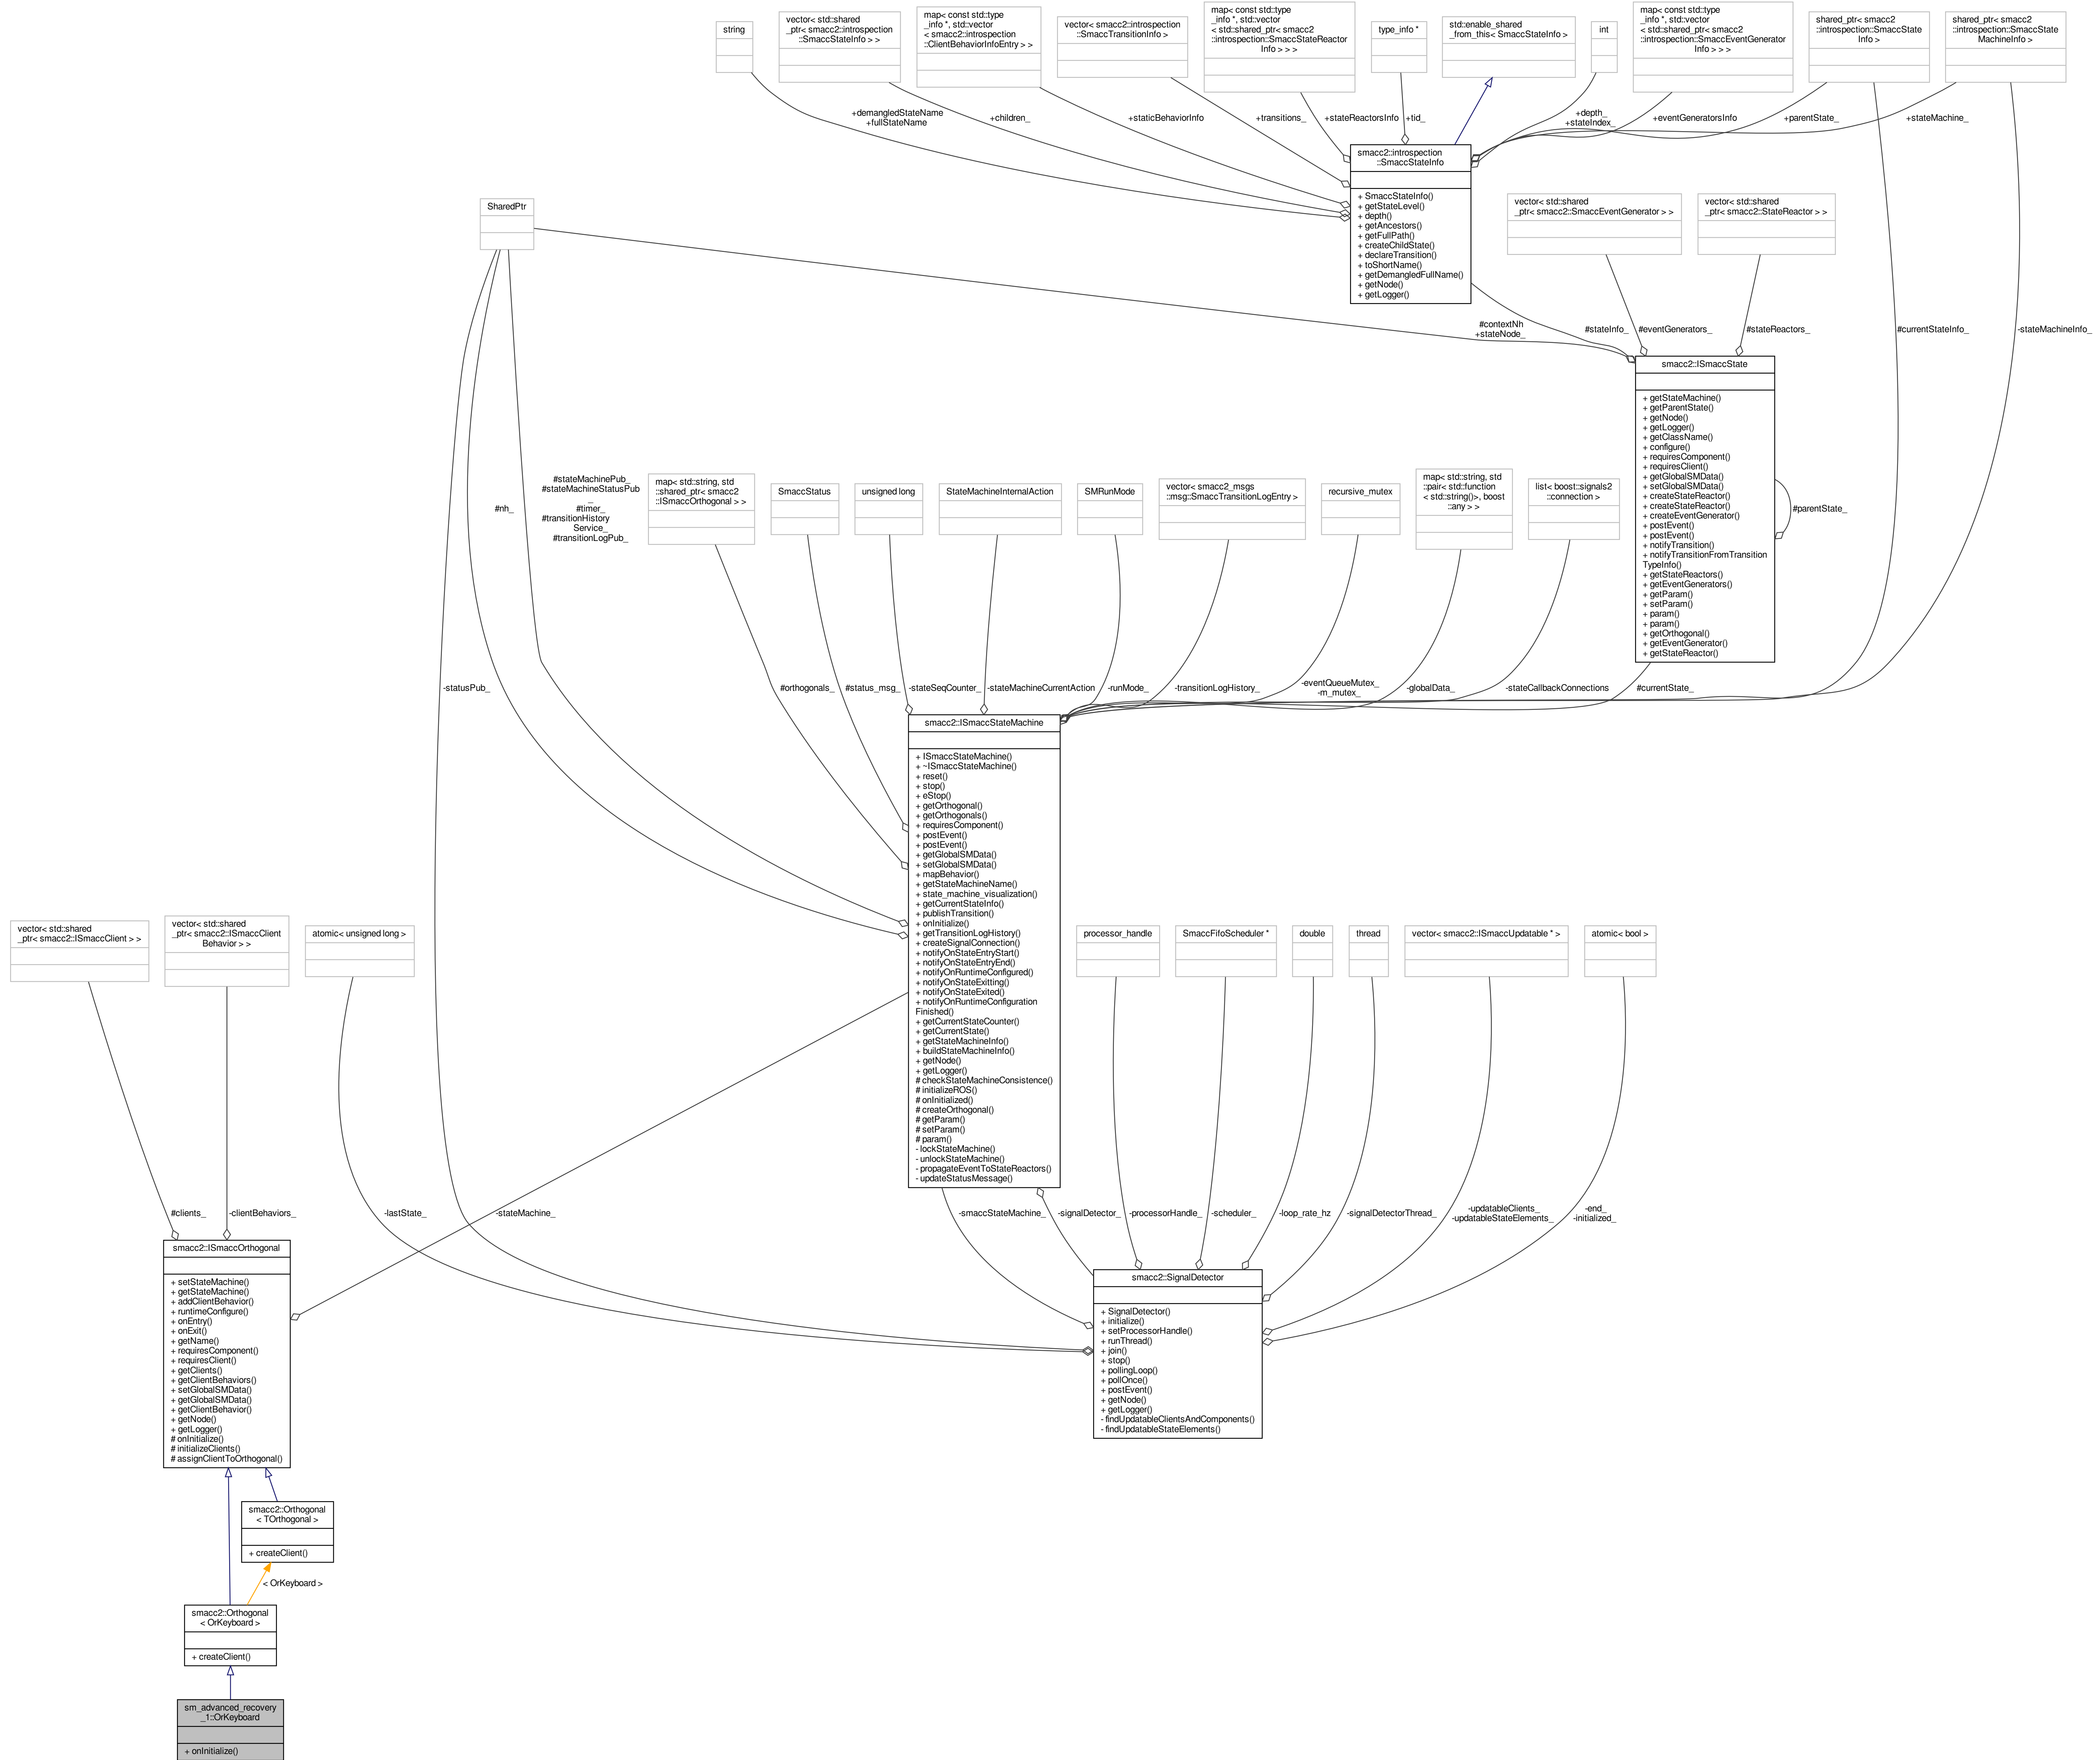 string
vector< std::shared
_ptr< smacc2::introspection
::SmaccStateInfo > >
map< const std::type
_info *, std::vector
< smacc2::introspection
::ClientBehaviorInfoEntry > >
vector< smacc2::introspection
::SmaccTransitionInfo >
map< const std::type
_info *, std::vector
< std::shared_ptr< smacc2
::introspection::SmaccStateReactor
Info > > >
type_info *
std::enable_shared
_from_this< SmaccStateInfo >
int
map< const std::type
_info *, std::vector
< std::shared_ptr< smacc2
::introspection::SmaccEventGenerator
Info > > >
shared_ptr< smacc2
::introspection::SmaccState
Info >
shared_ptr< smacc2
::introspection::SmaccState
MachineInfo >
+demangledStateName
+fullStateName
+children_
+staticBehaviorInfo
+transitions_
+stateReactorsInfo
+tid_
+depth_
+stateIndex_
+eventGeneratorsInfo
+parentState_
+stateMachine_
smacc2::introspection
::SmaccStateInfo
+ SmaccStateInfo()
+ getStateLevel()
+ depth()
+ getAncestors()
+ getFullPath()
+ createChildState()
+ declareTransition()
+ toShortName()
+ getDemangledFullName()
+ getNode()
+ getLogger()
SharedPtr
vector< std::shared
_ptr< smacc2::SmaccEventGenerator > >
vector< std::shared
_ptr< smacc2::StateReactor > >
#contextNh
+stateNode_
#stateInfo_
#eventGenerators_
#stateReactors_
#currentStateInfo_
-stateMachineInfo_
smacc2::ISmaccState
+ getStateMachine()
+ getParentState()
+ getNode()
+ getLogger()
+ getClassName()
+ configure()
+ requiresComponent()
+ requiresClient()
+ getGlobalSMData()
+ setGlobalSMData()
+ createStateReactor()
+ createStateReactor()
+ createEventGenerator()
+ postEvent()
+ postEvent()
+ notifyTransition()
+ notifyTransitionFromTransition
TypeInfo()
+ getStateReactors()
+ getEventGenerators()
+ getParam()
+ setParam()
+ param()
+ param()
+ getOrthogonal()
+ getEventGenerator()
+ getStateReactor()
#parentState_
#nh_
#stateMachinePub_
#stateMachineStatusPub
_
#timer_
#transitionHistory
Service_
#transitionLogPub_
map< std::string, std
::shared_ptr< smacc2
::ISmaccOrthogonal > >
SmaccStatus
unsigned long
StateMachineInternalAction
SMRunMode
vector< smacc2_msgs
::msg::SmaccTransitionLogEntry >
recursive_mutex
map< std::string, std
::pair< std::function
< std::string()>, boost
::any > >
list< boost::signals2
::connection >
-statusPub_
#orthogonals_
#status_msg_
-stateSeqCounter_
-stateMachineCurrentAction
-runMode_
-transitionLogHistory_
-eventQueueMutex_
-m_mutex_
-globalData_
-stateCallbackConnections
#currentState_
smacc2::ISmaccStateMachine
+ ISmaccStateMachine()
+ ~ISmaccStateMachine()
+ reset()
+ stop()
+ eStop()
+ getOrthogonal()
+ getOrthogonals()
+ requiresComponent()
+ postEvent()
+ postEvent()
+ getGlobalSMData()
+ setGlobalSMData()
+ mapBehavior()
+ getStateMachineName()
+ state_machine_visualization()
+ getCurrentStateInfo()
+ publishTransition()
+ onInitialize()
+ getTransitionLogHistory()
+ createSignalConnection()
+ notifyOnStateEntryStart()
+ notifyOnStateEntryEnd()
+ notifyOnRuntimeConfigured()
+ notifyOnStateExitting()
+ notifyOnStateExited()
+ notifyOnRuntimeConfiguration
Finished()
+ getCurrentStateCounter()
+ getCurrentState()
+ getStateMachineInfo()
+ buildStateMachineInfo()
+ getNode()
+ getLogger()
# checkStateMachineConsistence()
# initializeROS()
# onInitialized()
# createOrthogonal()
# getParam()
# setParam()
# param()
- lockStateMachine()
- unlockStateMachine()
- propagateEventToStateReactors()
- updateStatusMessage()
vector< std::shared
_ptr< smacc2::ISmaccClient > >
vector< std::shared
_ptr< smacc2::ISmaccClient
Behavior > >
atomic< unsigned long >
processor_handle
SmaccFifoScheduler *
double
thread
vector< smacc2::ISmaccUpdatable * >
atomic< bool >
#clients_
-clientBehaviors_
-lastState_
-stateMachine_
-smaccStateMachine_
-signalDetector_
-processorHandle_
-scheduler_
-loop_rate_hz
-signalDetectorThread_
-updatableClients_
-updatableStateElements_
-end_
-initialized_
smacc2::ISmaccOrthogonal
+ setStateMachine()
+ getStateMachine()
+ addClientBehavior()
+ runtimeConfigure()
+ onEntry()
+ onExit()
+ getName()
+ requiresComponent()
+ requiresClient()
+ getClients()
+ getClientBehaviors()
+ setGlobalSMData()
+ getGlobalSMData()
+ getClientBehavior()
+ getNode()
+ getLogger()
# onInitialize()
# initializeClients()
# assignClientToOrthogonal()
smacc2::SignalDetector
+ SignalDetector()
+ initialize()
+ setProcessorHandle()
+ runThread()
+ join()
+ stop()
+ pollingLoop()
+ pollOnce()
+ postEvent()
+ getNode()
+ getLogger()
- findUpdatableClientsAndComponents()
- findUpdatableStateElements()
smacc2::Orthogonal
< TOrthogonal >
+ createClient()
< OrKeyboard >
smacc2::Orthogonal
< OrKeyboard >
+ createClient()
sm_advanced_recovery
_1::OrKeyboard
+ onInitialize()